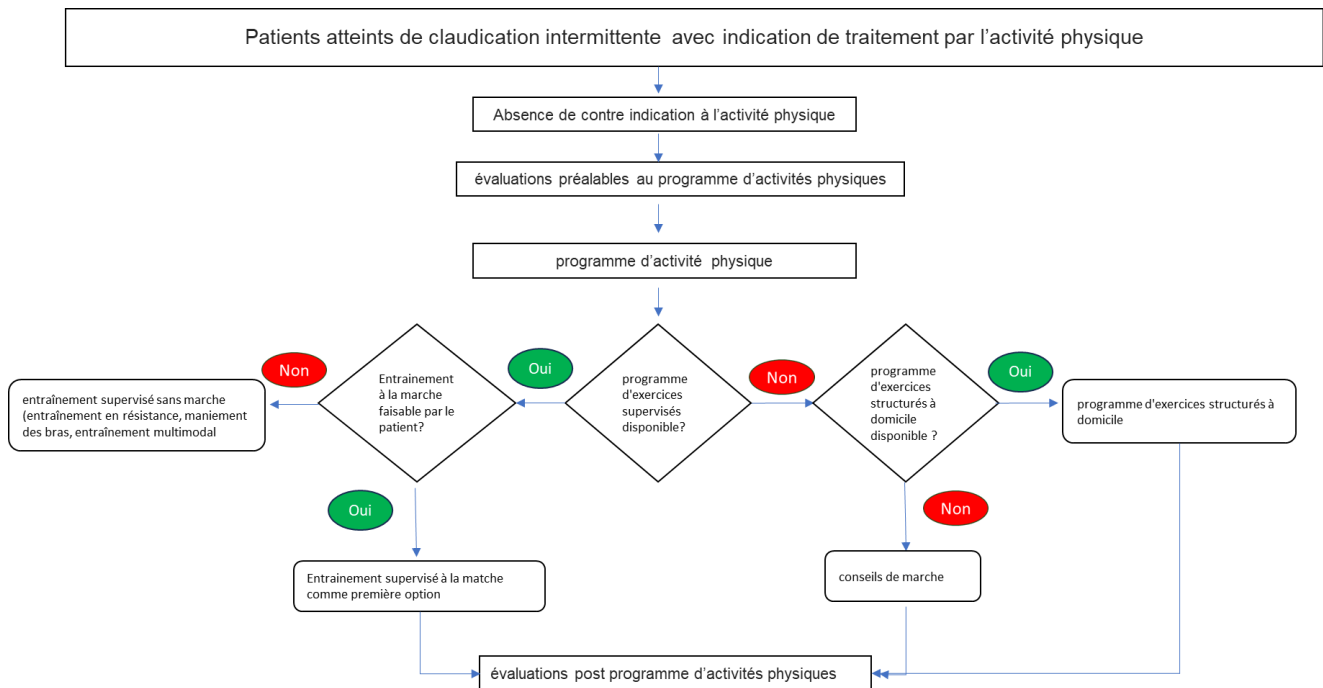 Patients atteints de claudication intermittente avec indication de traitement par l'activité physique
Absence de contre indication à l'activité physique
évaluations préalables au programme d'activités physiques
programme d'activité physique
Non
Oui
Non
Oui
entraînement supervisé sans marche
(entraînement en résistance, maniement
des bras, entraînement multimodal
Entrainement
à la marche
faisable par le
patient?
programme
d'exercices
supervisés
disponible?
programme
d'exercices
structurés à
domicile
disponible ?
programme d'exercices structurés à
domicile
Oui
Non
Entrainement supervisé à la matche
comme première option
conseils de marche
évaluations post programme d'activités physiques